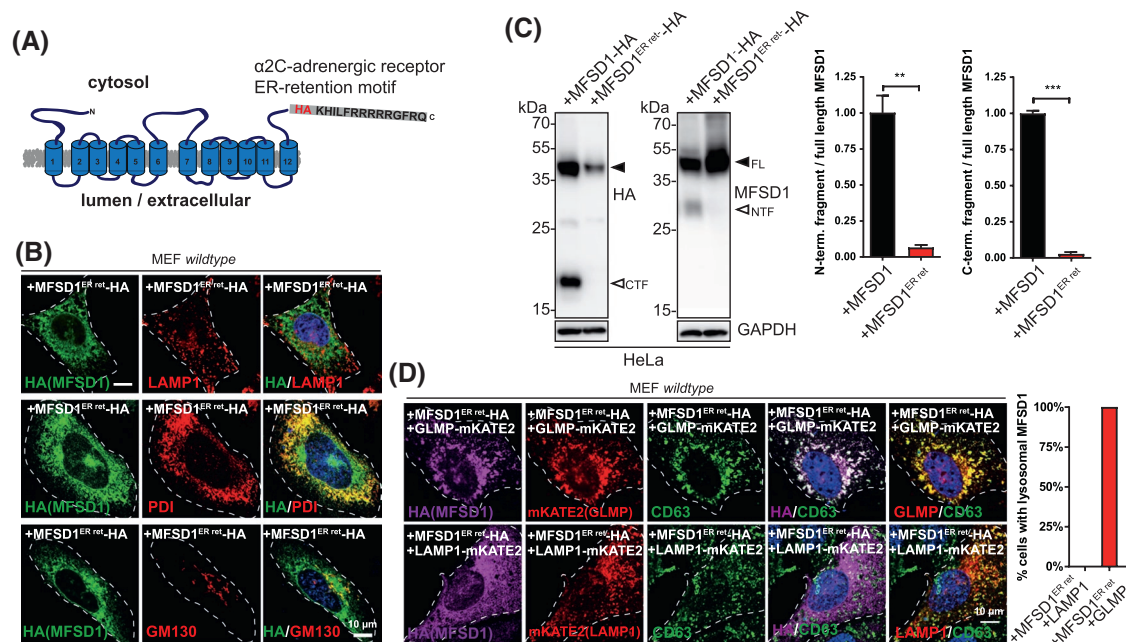 (A)
cytosol
α2C-adrenergic receptor
ER-retention motif
N
HA KHILFRRRRRGFRQ C
1 2 3 4 5 6 7 8 9 10 11 12
lumen / extracellular
(B)
MEF wildtype
+MFSD1ER ret-HA +MFSD1ER ret-HA +MFSD1ER ret-HA
HA(MFSD1) LAMP1 HA/LAMP1
+MFSD1ER ret-HA +MFSD1ER ret-HA +MFSD1ER ret-HA
HA(MFSD1) PDI HA/PDI
+MFSD1ER ret-HA +MFSD1ER ret-HA +MFSD1ER ret-HA
10 µm
HA(MFSD1) GM130 HA/GM130
(C)
+MFSD1-HA
+MFSD1ER ret-HA
+MFSD1-HA
+MFSD1ER ret-HA
kDa
70
55
35
25
15
HA
CTF
kDa
70
55
35
25
15
FL
MFSD1
NTF
GAPDH
HeLa
N-term. fragment / full length MFSD1
1.25
1.00
0.75
0.50
0.25
0.00
**
+MFSD1
+MFSD1ER ret
C-term. fragment / full length MFSD1
1.25
1.00
0.75
0.50
0.25
0.00
***
+MFSD1
+MFSD1ER ret
(D)
MEF wildtype
+MFSD1ER ret-HA +MFSD1ER ret-HA +MFSD1ER ret-HA +MFSD1ER ret-HA +MFSD1ER ret-HA
+GLMP-mKATE2 +GLMP-mKATE2 +GLMP-mKATE2 +GLMP-mKATE2 +GLMP-mKATE2
HA(MFSD1) mKATE2(GLMP) CD63 HA/CD63 GLMP/CD63
+MFSD1ER ret-HA +MFSD1ER ret-HA +MFSD1ER ret-HA +MFSD1ER ret-HA +MFSD1ER ret-HA
+LAMP1-mKATE2 +LAMP1-mKATE2 +LAMP1-mKATE2 +LAMP1-mKATE2 +LAMP1-mKATE2
10 µm
HA(MFSD1) mKATE2(LAMP1) CD63 HA/CD63 LAMP1/CD63
% cells with lysosomal MFSD1
100%
75%
50%
25%
0%
+MFSD1ER ret
+LAMP1
+MFSD1ER ret
+GLMP